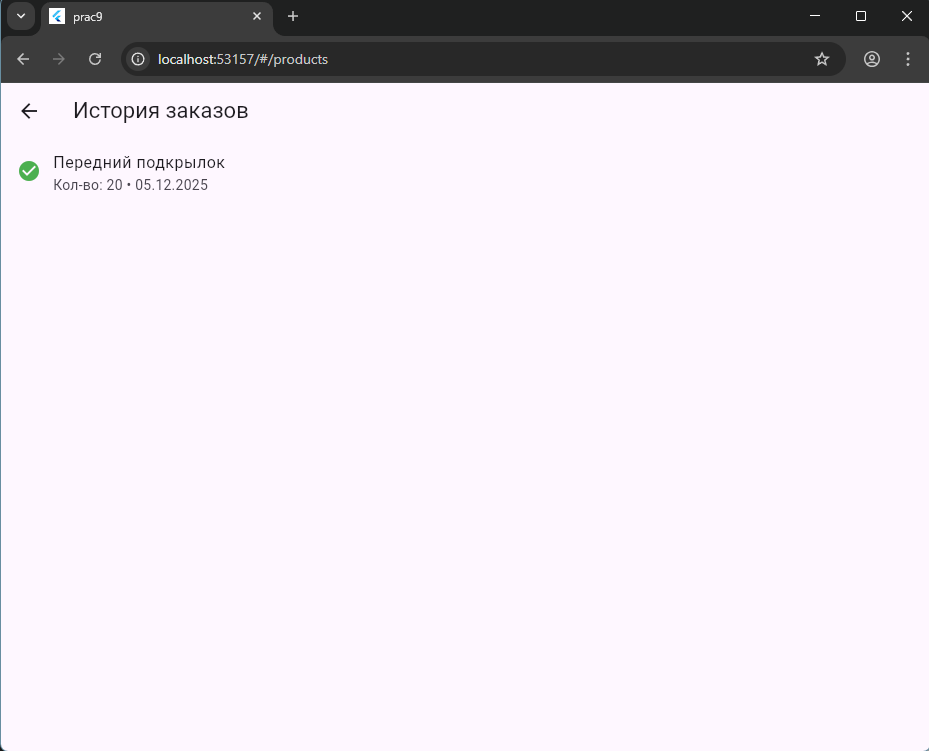 prac9
localhost:53157/#/products
История заказов
Передний подкрылок
Кол-во: 20 • 05.12.2025